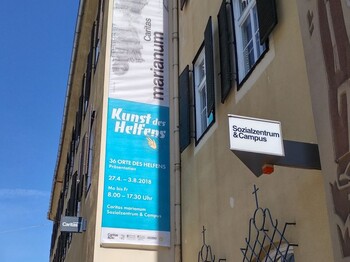 Caritas
marianum
Kunst des
Helfens
36 ORTE DES HELFENS
Präsentation
27.4. – 3.8.2018
Mo bis Fr
8.00 – 17.30 Uhr
Caritas marianum
Sozialzentrum & Campus
Sozialzentrum
& Campus
Caritas